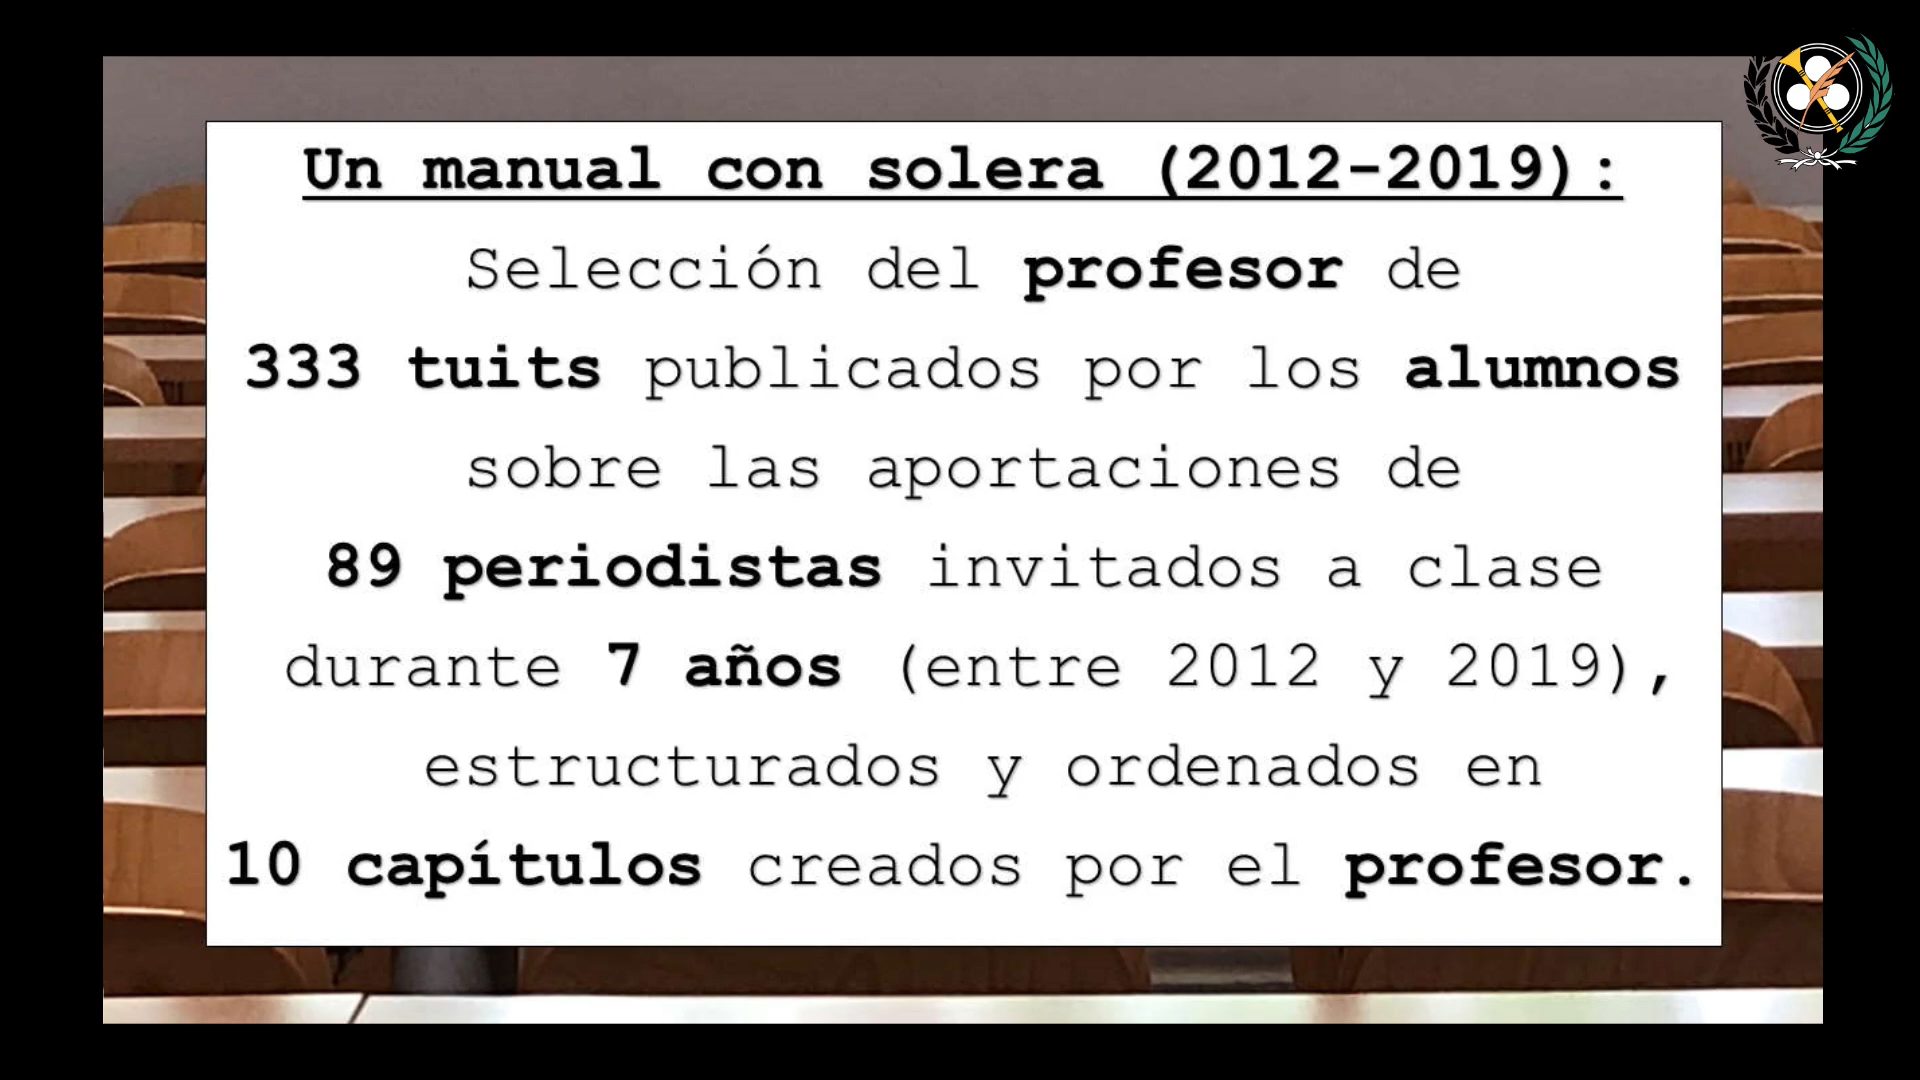 Un manual con solera (2012-2019):
Selección del profesor de
333 tuits publicados por los alumnos
sobre las aportaciones de
89 periodistas invitados a clase
durante 7 años (entre 2012 y 2019),
estructurados y ordenados en
10 capítulos creados por el profesor.